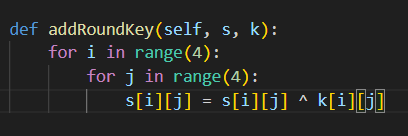 def addRoundKey(self, s, k):
    for i in range(4):
        for j in range(4):
            s[i][j] = s[i][j] ^ k[i][j]